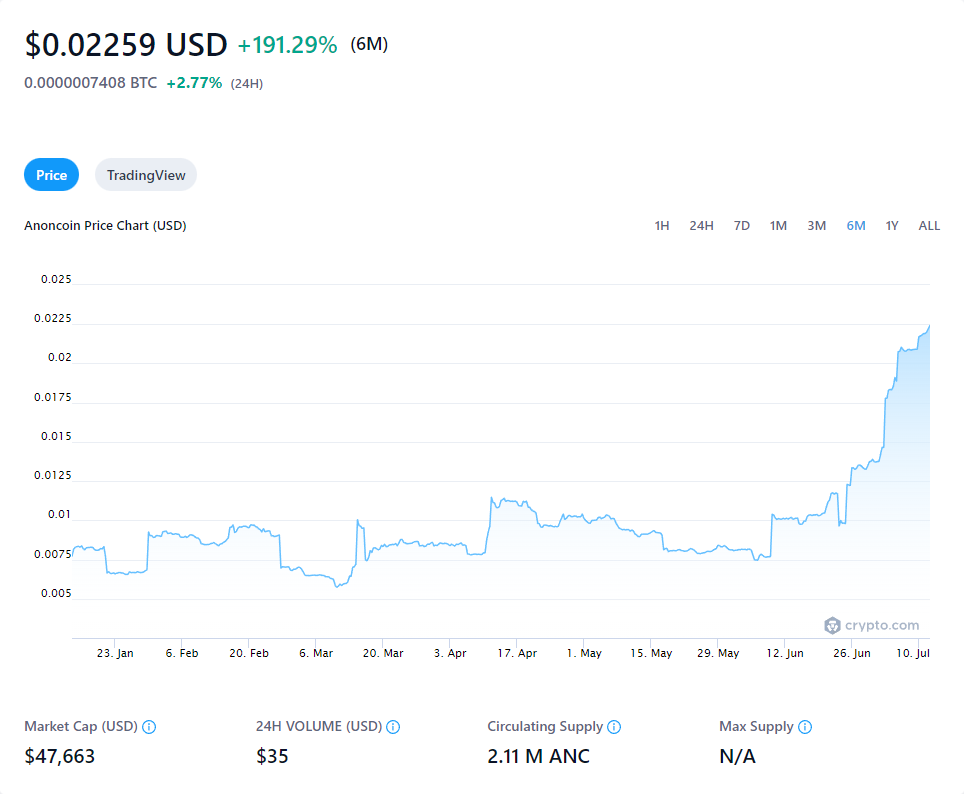 $0.02259 USD +191.29% (6M)
0.0000007408 BTC +2.77% (24H)
Price TradingView
Anoncoin Price Chart (USD) 1H 24H 7D 1M 3M 6M 1Y ALL
0.025
0.0225
0.02
0.0175
0.015
0.0125
0.01
0.0075
0.005
crypto.com
23. Jan 6. Feb 20. Feb 6. Mar 20. Mar 3. Apr 17. Apr 1. May 15. May 29. May 12. Jun 26. Jun 10. Jul
Market Cap (USD) 24H VOLUME (USD) Circulating Supply Max Supply
$47,663 $35 2.11 M ANC N/A